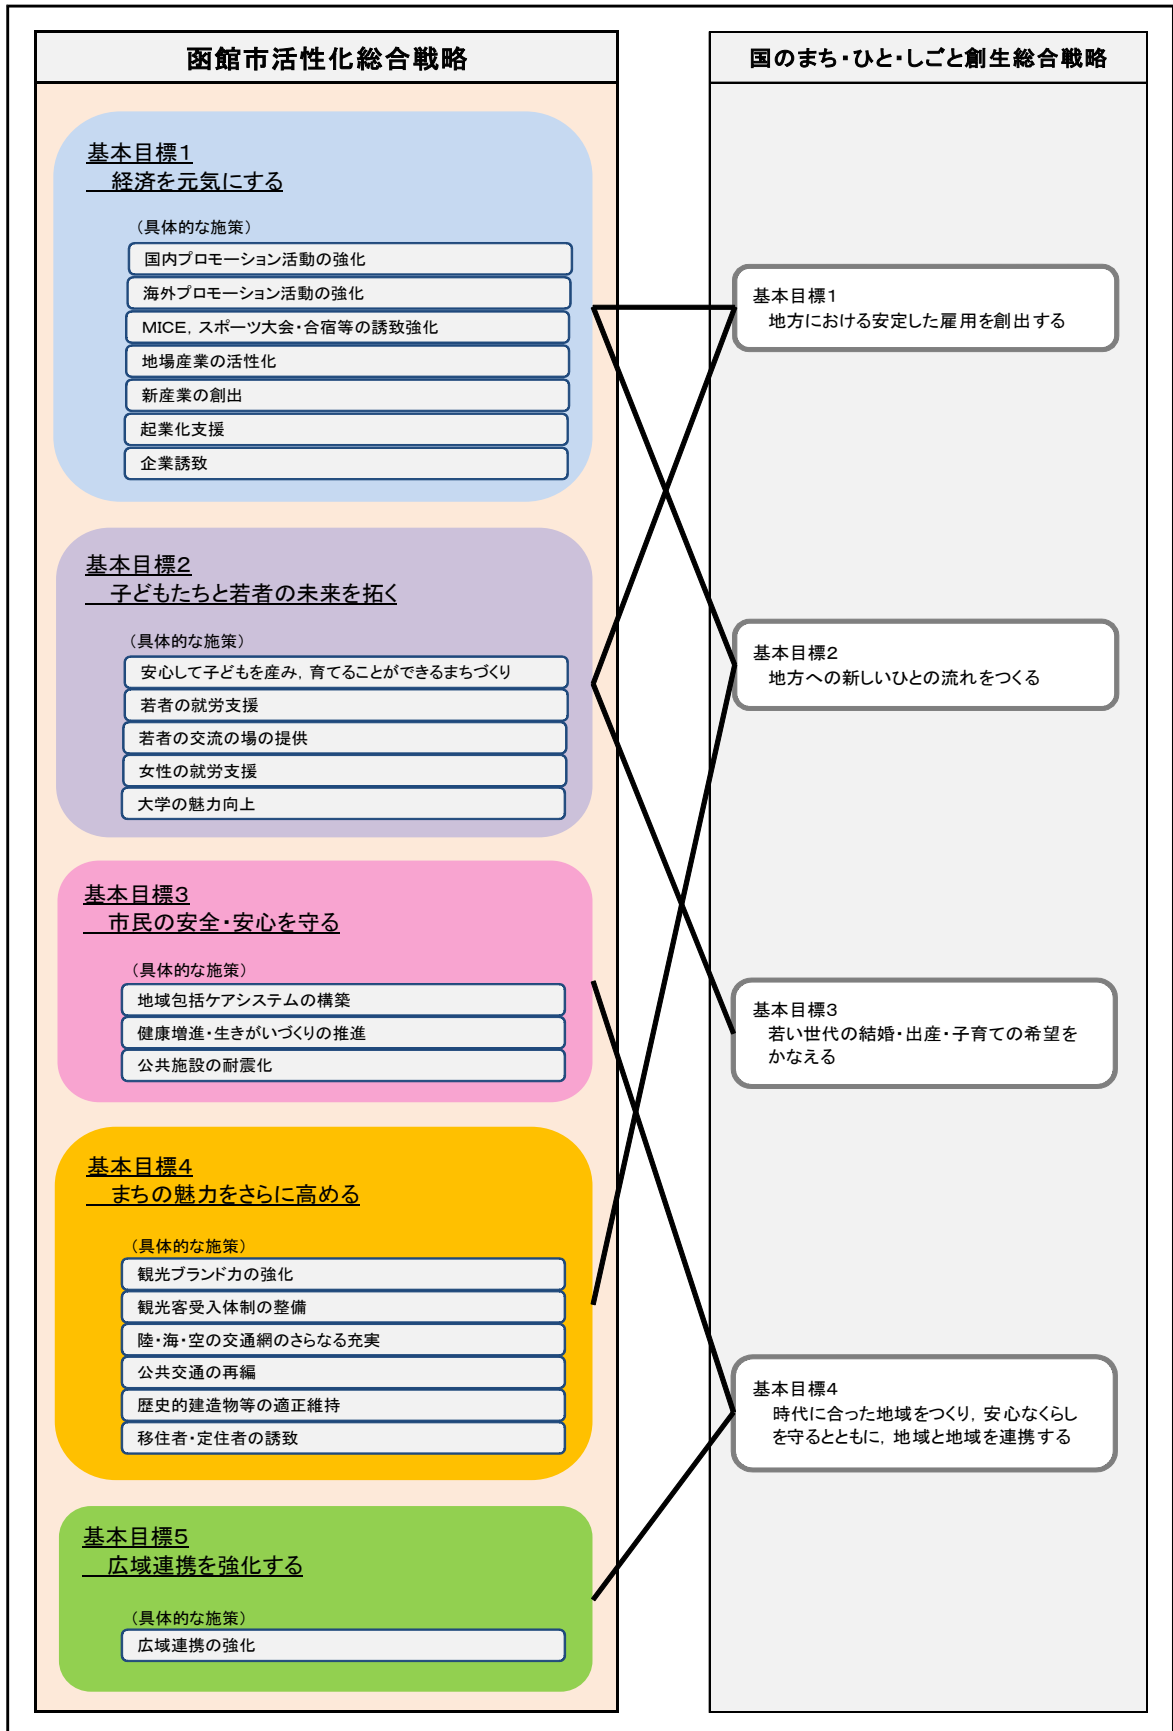 函館市活性化総合戦略
基本目標1
経済を元気にする
（具体的な施策）
国内プロモーション活動の強化
海外プロモーション活動の強化
MICE，スポーツ大会・合宿等の誘致強化
地場産業の活性化
新産業の創出
起業化支援
企業誘致
基本目標2
子どもたちと若者の未来を拓く
（具体的な施策）
安心して子どもを産み，育てることができるまちづくり
若者の就労支援
若者の交流の場の提供
女性の就労支援
大学の魅力向上
基本目標3
市民の安全・安心を守る
（具体的な施策）
地域包括ケアシステムの構築
健康増進・生きがいづくりの推進
公共施設の耐震化
基本目標4
まちの魅力をさらに高める
（具体的な施策）
観光ブランド力の強化
観光客受入体制の整備
陸・海・空の交通網のさらなる充実
公共交通の再編
歴史的建造物等の適正維持
移住者・定住者の誘致
基本目標5
広域連携を強化する
（具体的な施策）
広域連携の強化
国のまち・ひと・しごと創生総合戦略
基本目標1
地方における安定した雇用を創出する
基本目標2
地方への新しいひとの流れをつくる
基本目標3
若い世代の結婚・出産・子育ての希望を
かなえる
基本目標4
時代に合った地域をつくり，安心なくらし
を守るとともに，地域と地域を連携する